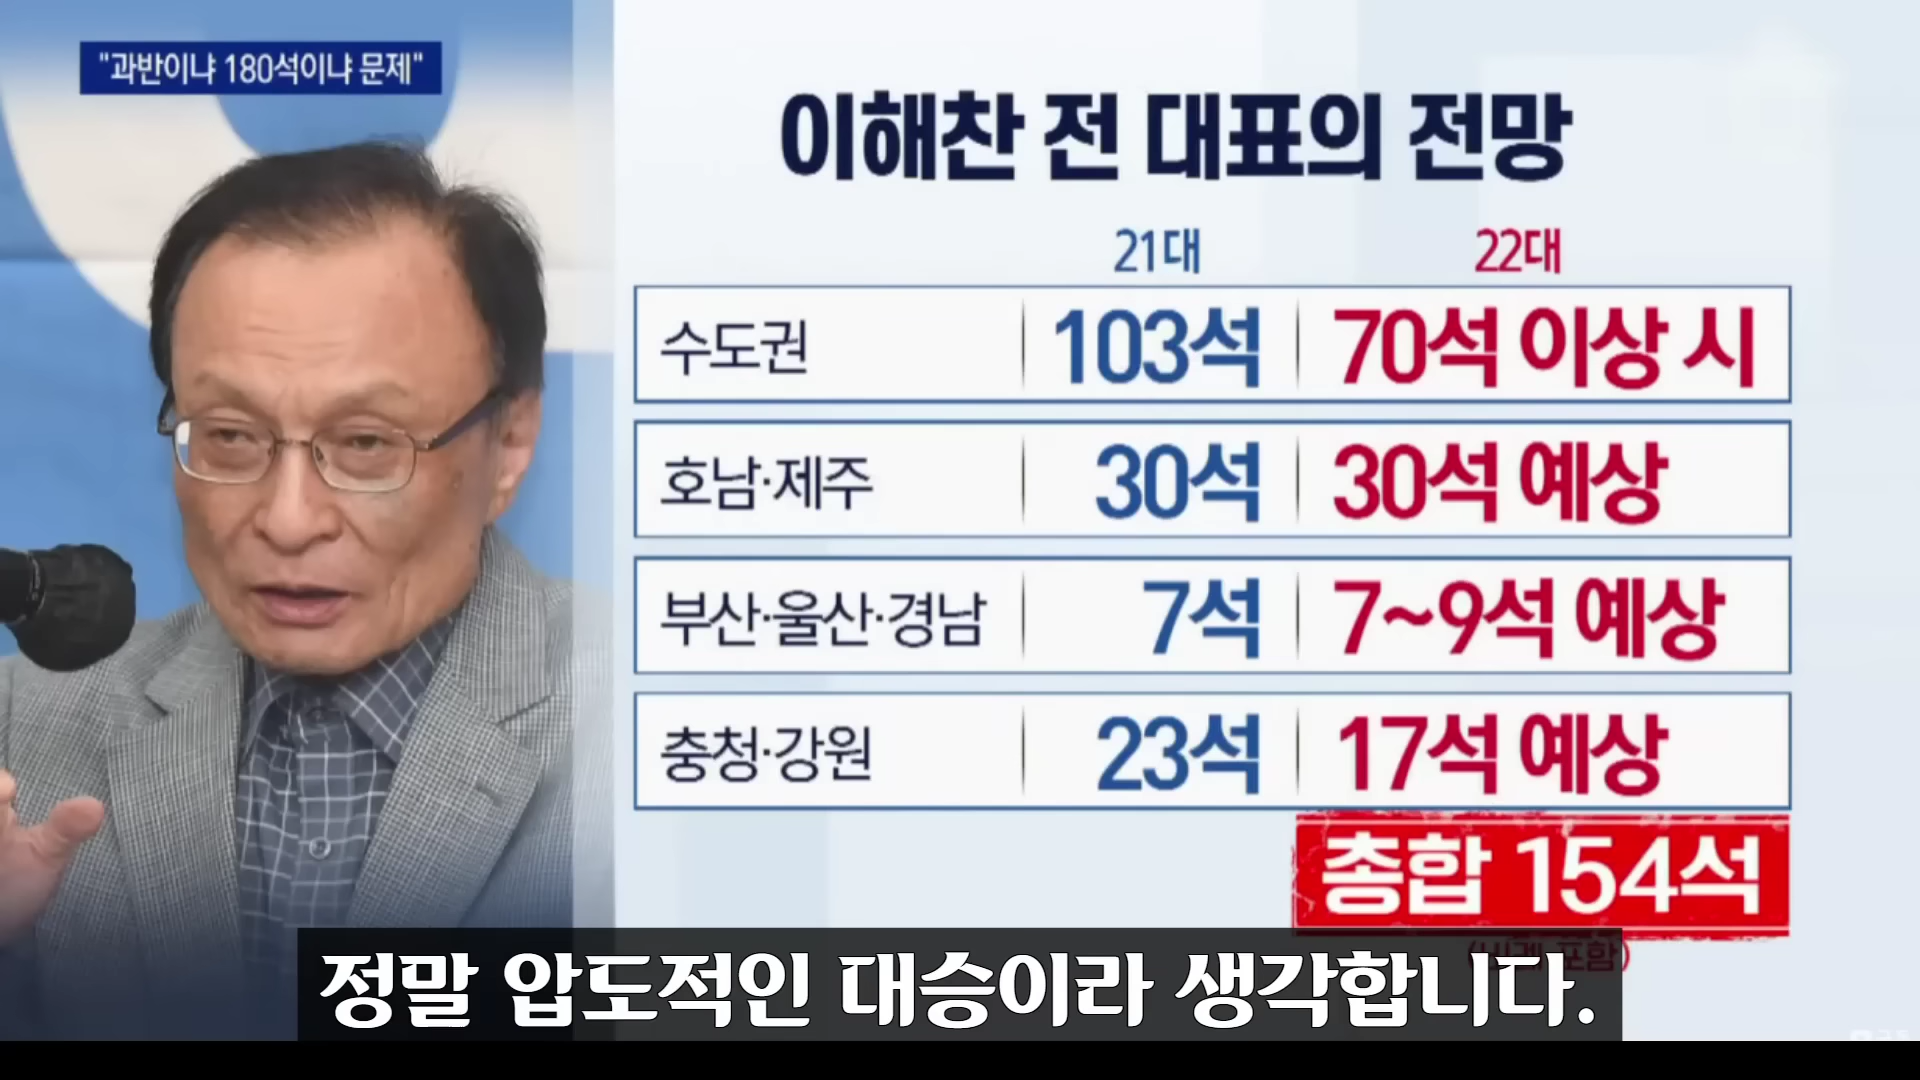 "과반이냐 180석이냐 문제"
이해찬 전 대표의 전망
21대 22대
수도권 103석 70석 이상 시
호남·제주 30석 30석 예상
부산·울산·경남 7석 7~9석 예상
충청·강원 23석 17석 예상
총합 154석
포함)
정말 압도적인 대승이라 생각합니다.